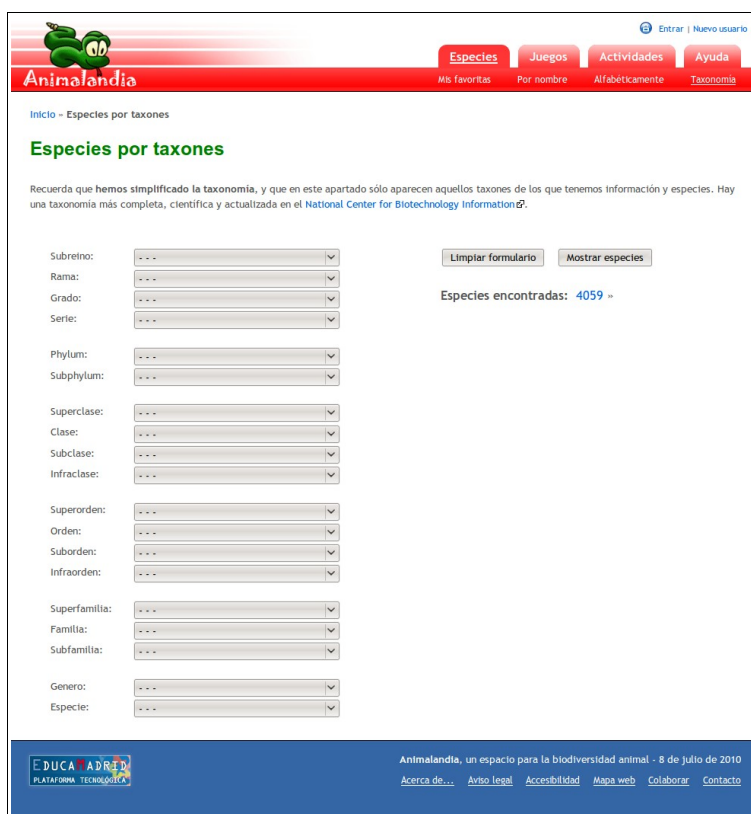 Entrar | Nuevo usuario
Especies Juegos Actividades Ayuda
Animalandia
Mis favoritas Por nombre Alfabéticamente Taxonomía
Inicio » Especies por taxones
Especies por taxones
Recuerda que hemos simplificado la taxonomía, y que en este apartado sólo aparecen aquellos taxones de los que tenemos información y especies. Hay
una taxonomía más completa, científica y actualizada en el National Center for Biotechnology Information.
Subreino: - - -
Rama: - - -
Grado: - - -
Serie: - - -
Phylum: - - -
Subphylum: - - -
Superclase: - - -
Clase: - - -
Subclase: - - -
Infraclase: - - -
Superorden: - - -
Orden: - - -
Suborden: - - -
Infraorden: - - -
Superfamilia: - - -
Familia: - - -
Subfamilia: - - -
Genero: - - -
Especie: - - -
Limpiar formulario Mostrar especies
Especies encontradas: 4059 »
EDUCAMADRID
PLATAFORMA TECNOLÓGICA
Animalandia, un espacio para la biodiversidad animal - 8 de julio de 2010
Acerca de... Aviso legal Accesibilidad Mapa web Colaborar Contacto